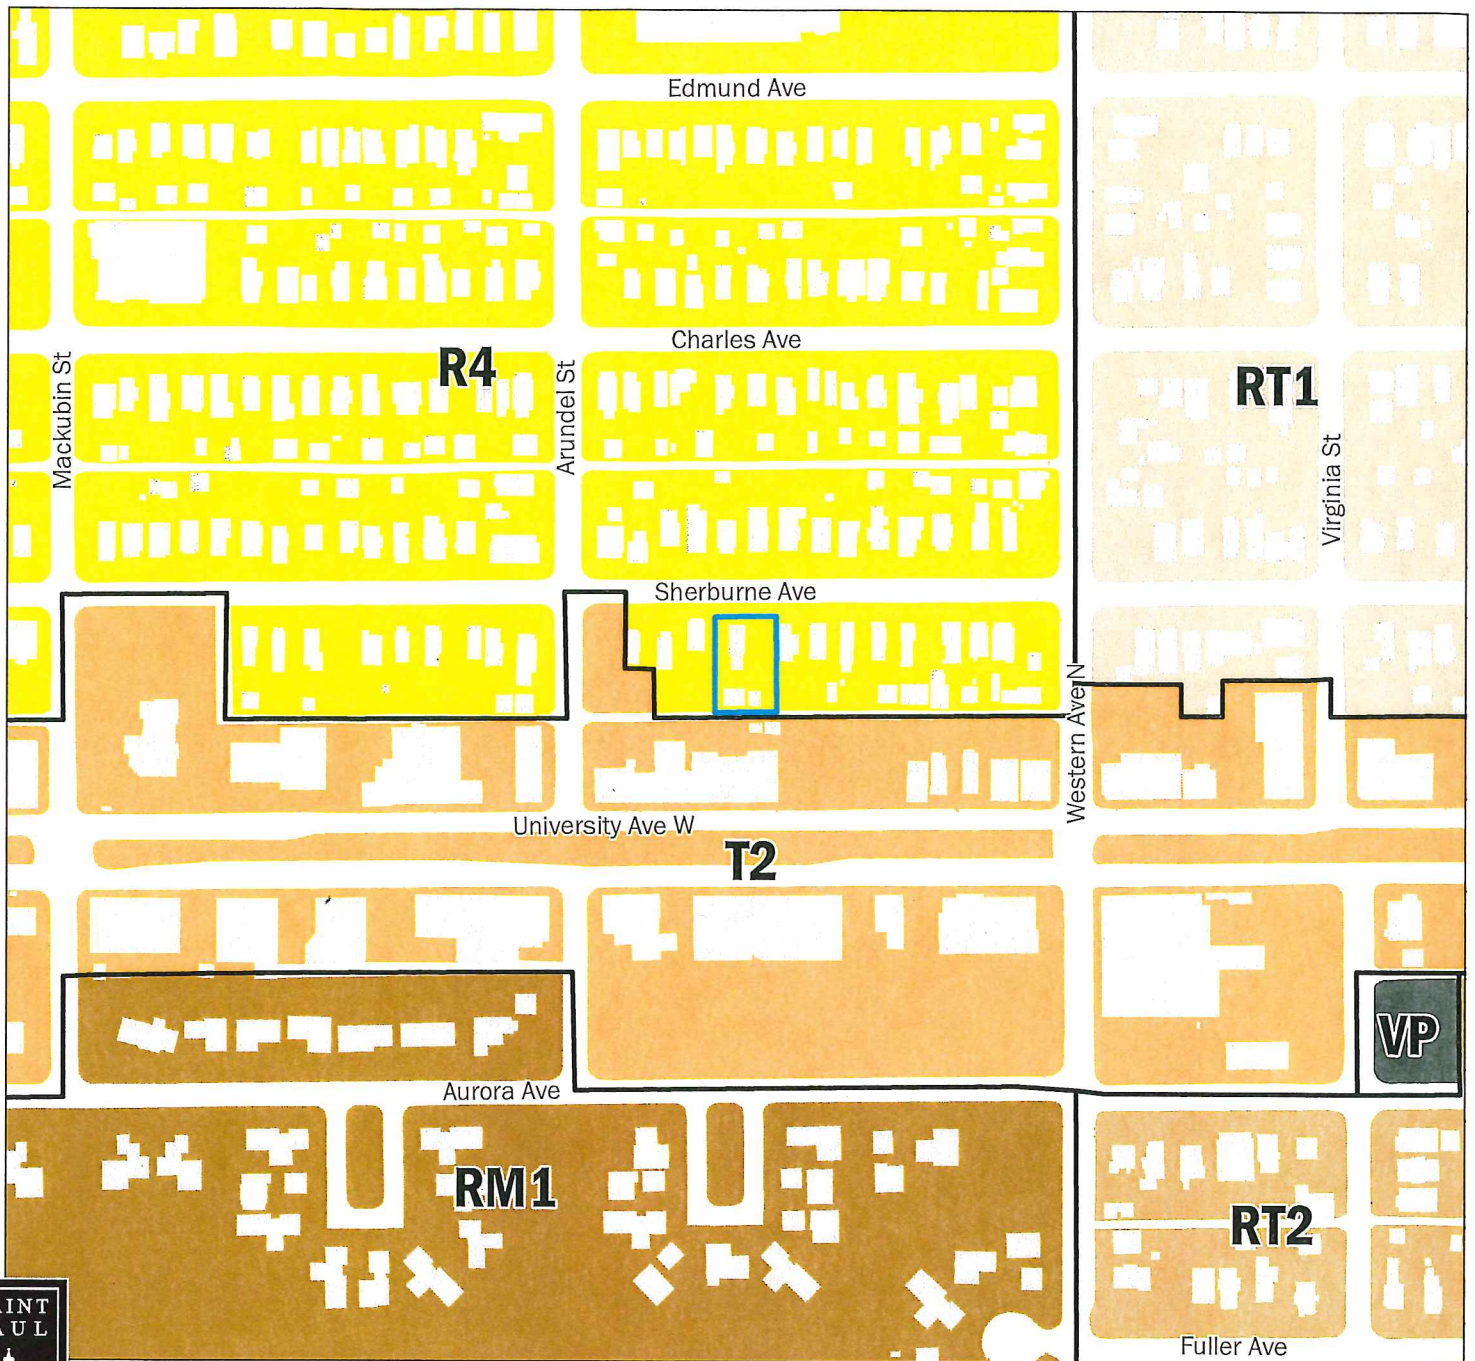 Edmund Ave
Charles Ave
R4
RT1
Mackubin St
Arundel St
Virginia St
Sherburne Ave
Western Ave N
University Ave W
T2
VP
Aurora Ave
RM1
RT2
Fuller Ave